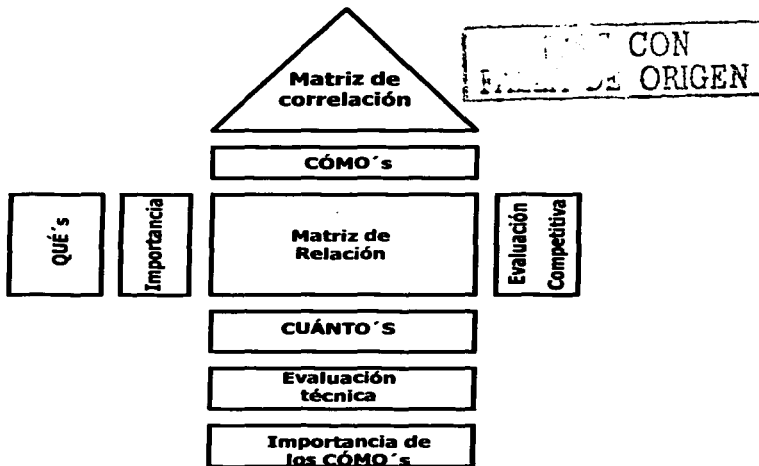 Matriz de
correlación
CON
DE ORIGEN
CÓMO´s
QUÉ´s
Importancia
Matriz de
Relación
Evaluación
Competitiva
CUÁNTO´S
Evaluación
técnica
Importancia de
los CÓMO´s